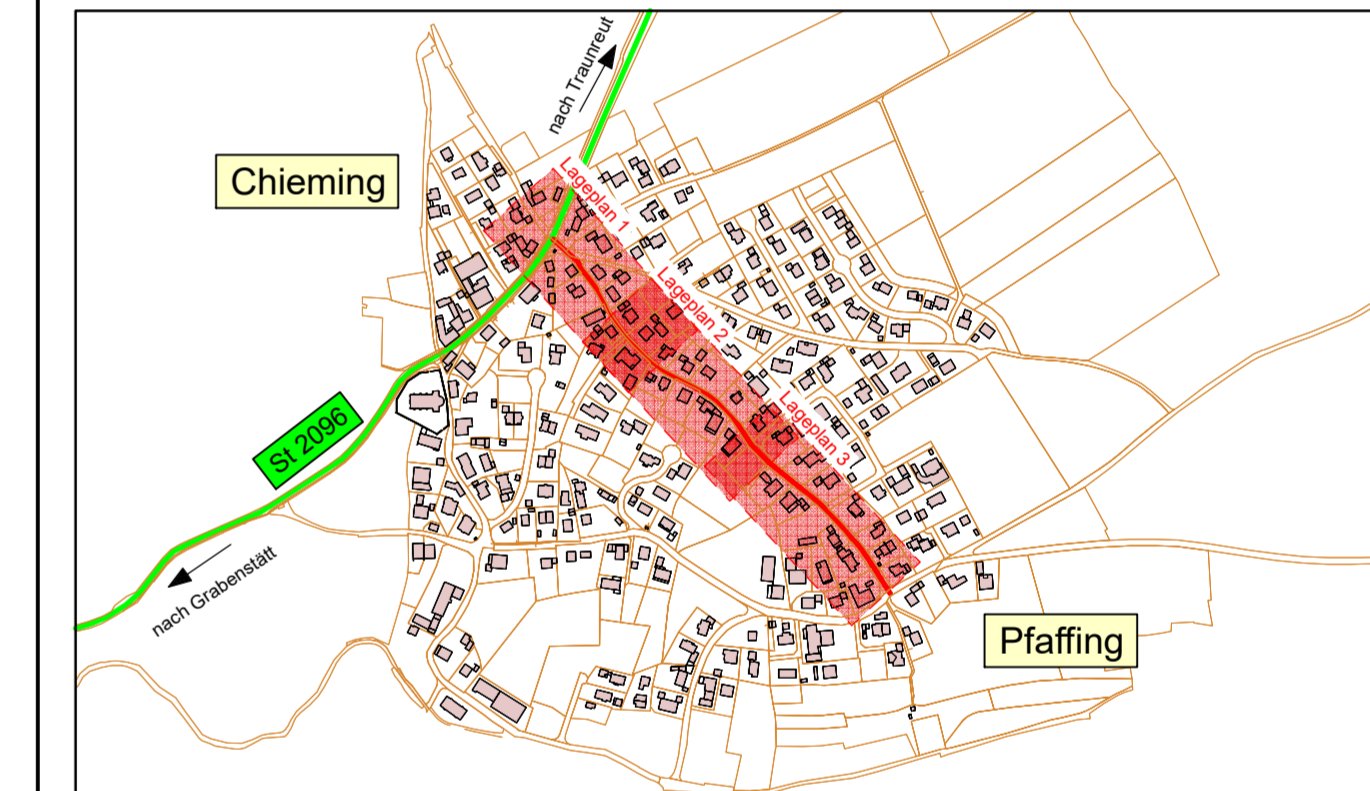 nach Traunreut
Chieming
Lageplan 1
Lageplan 2
Lageplan 3
St 2096
nach Grabenstätt
Pfaffing